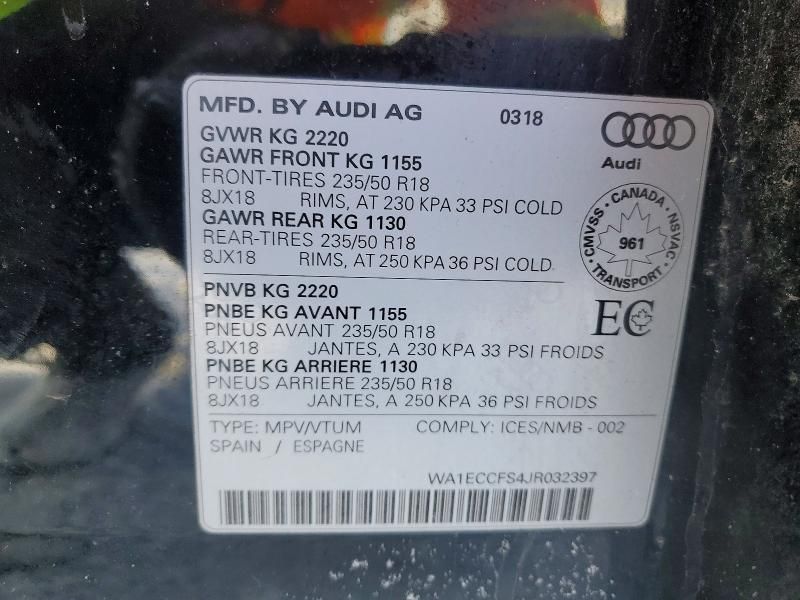 MFD. BY AUDI AG 0318
Audi
GVWR KG 2220
GAWR FRONT KG 1155
FRONT-TIRES 235/50 R18
8JX18 RIMS, AT 230 KPA 33 PSI COLD
GAWR REAR KG 1130
REAR-TIRES 235/50 R18
8JX18 RIMS, AT 250 KPA 36 PSI COLD
CMVSS • CANADA • NSVAC • TRANSPORT •
961
PNVB KG 2220
PNBE KG AVANT 1155
PNEUS AVANT 235/50 R18
8JX18 JANTES, A 230 KPA 33 PSI FROIDS
PNBE KG ARRIERE 1130
PNEUS ARRIERE 235/50 R18
8JX18 JANTES, A 250 KPA 36 PSI FROIDS
EC
TYPE: MPV/VTUM COMPLY: ICES/NMB - 002
SPAIN / ESPAGNE
WA1ECCFS4JR032397